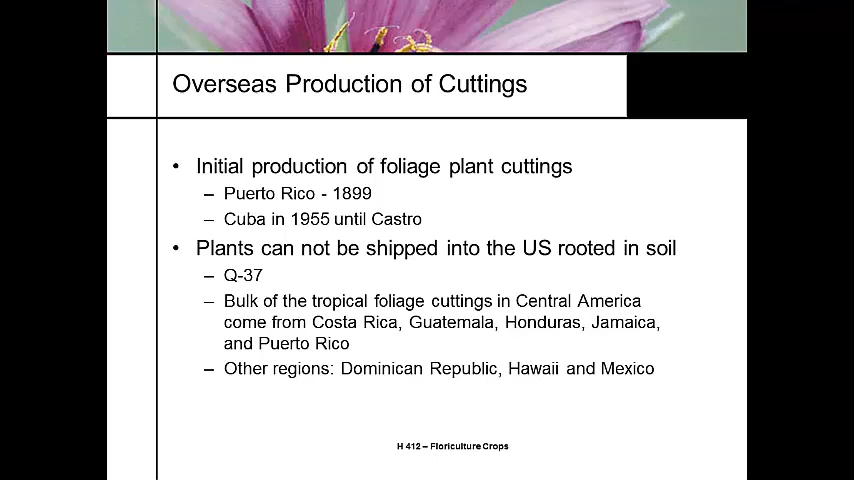 Overseas Production of Cuttings
• Initial production of foliage plant cuttings
– Puerto Rico - 1899
– Cuba in 1955 until Castro
• Plants can not be shipped into the US rooted in soil
– Q-37
– Bulk of the tropical foliage cuttings in Central America
come from Costa Rica, Guatemala, Honduras, Jamaica,
and Puerto Rico
– Other regions: Dominican Republic, Hawaii and Mexico
H 412 – Floriculture Crops